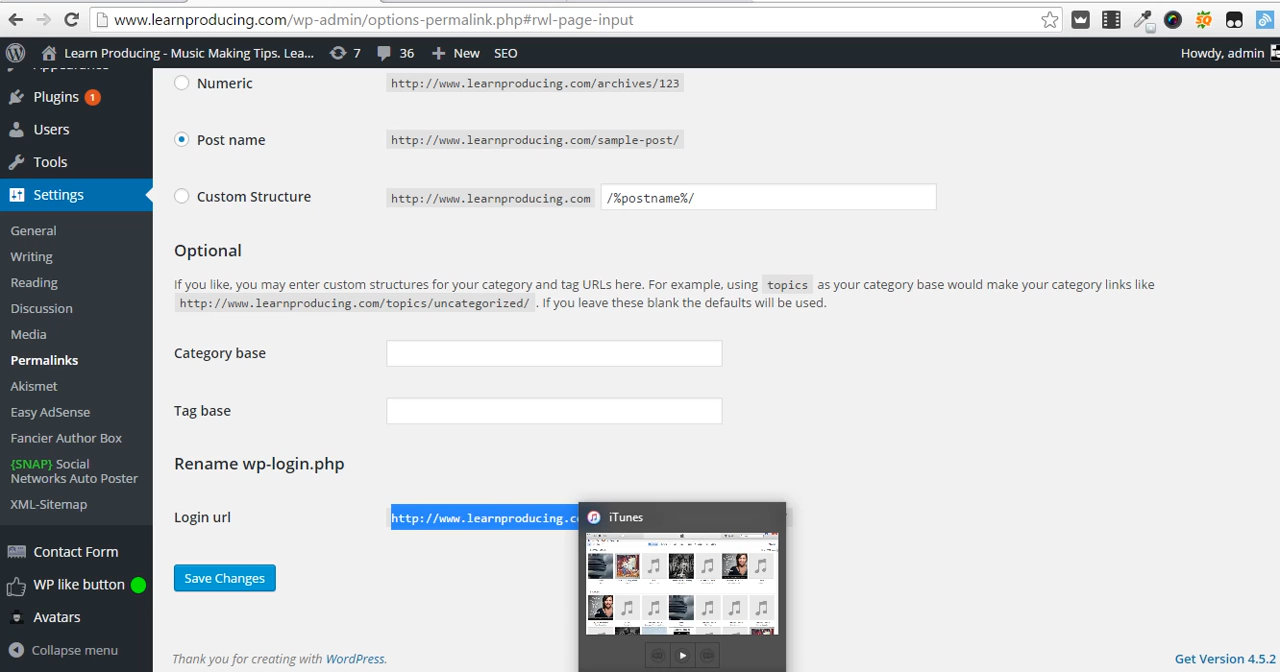 www.learnproducing.com/wp-admin/options-permalink.php#rwl-page-input
Learn Producing - Music Making Tips. Lea... 7 36 New SEO Howdy, admin
Appearance
Plugins 1
Users
Tools
Settings
General
Writing
Reading
Discussion
Media
Permalinks
Akismet
Easy AdSense
Fancier Author Box
{SNAP} Social
Networks Auto Poster
XML-Sitemap
Contact Form
WP like button
Avatars
Collapse menu
Numeric http://www.learnproducing.com/archives/123
Post name http://www.learnproducing.com/sample-post/
Custom Structure http://www.learnproducing.com /%postname%/
Optional
If you like, you may enter custom structures for your category and tag URLs here. For example, using topics as your category base would make your category links like
http://www.learnproducing.com/topics/uncategorized/ . If you leave these blank the defaults will be used.
Category base
Tag base
Rename wp-login.php
Login url http://www.learnproducing.c
iTunes
Save Changes
Thank you for creating with WordPress.
Get Version 4.5.2